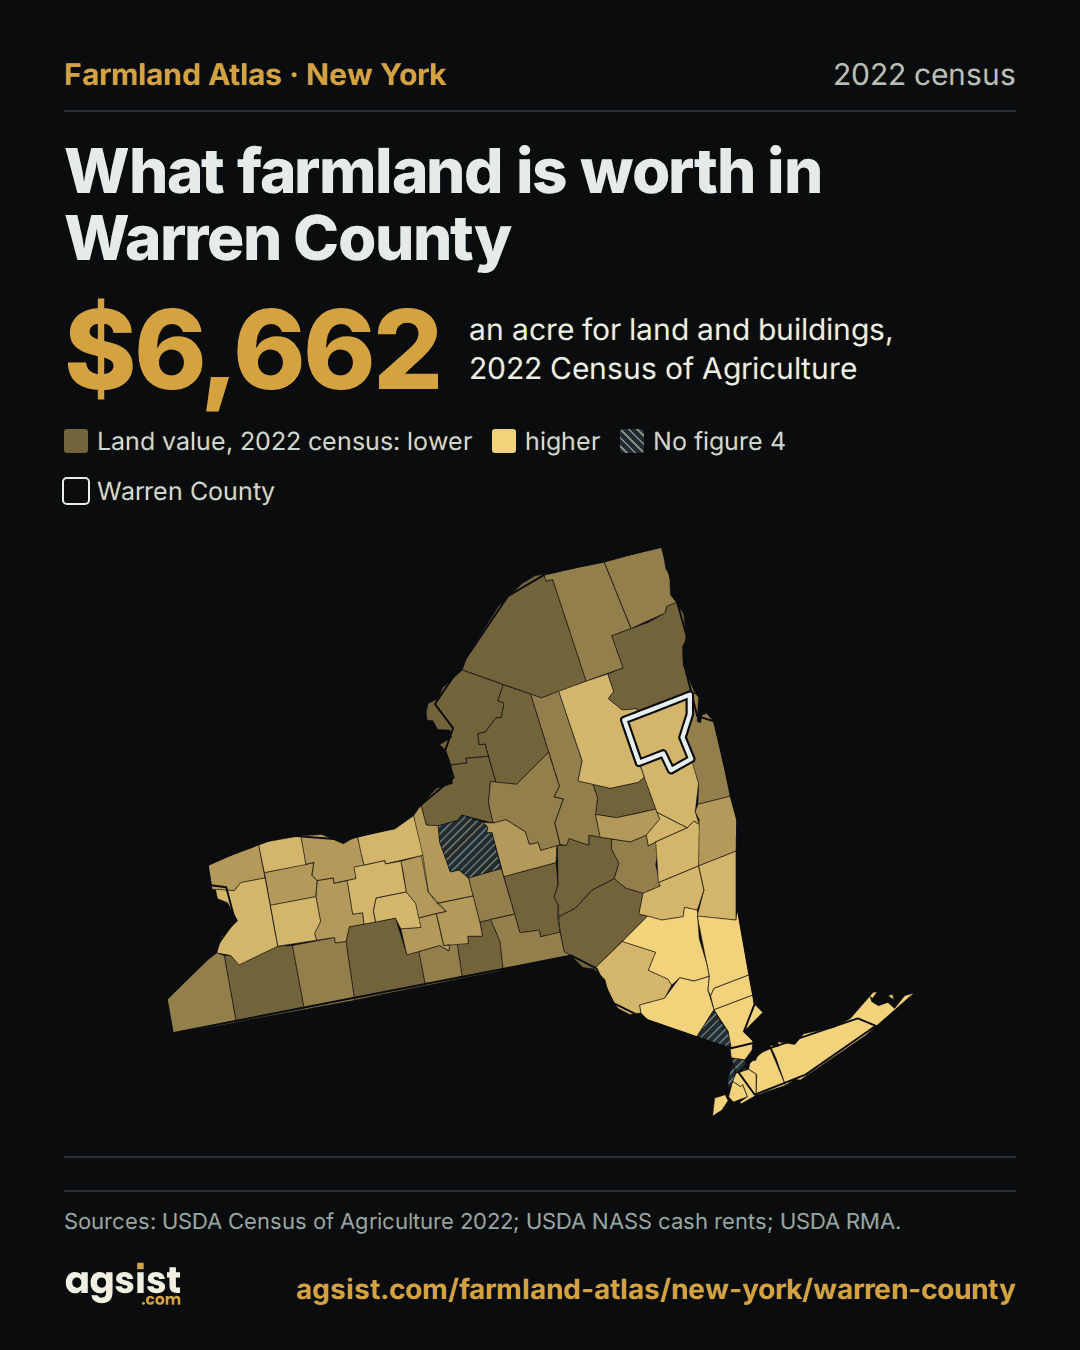 Farmland Atlas · New York
2022 census
What farmland is worth in
Warren County
$6,662
an acre for land and buildings,
2022 Census of Agriculture
Land value, 2022 census: lower
higher
No figure 4
Warren County
Sources: USDA Census of Agriculture 2022; USDA NASS cash rents; USDA RMA.
agsist
.com
agsist.com/farmland-atlas/new-york/warren-county